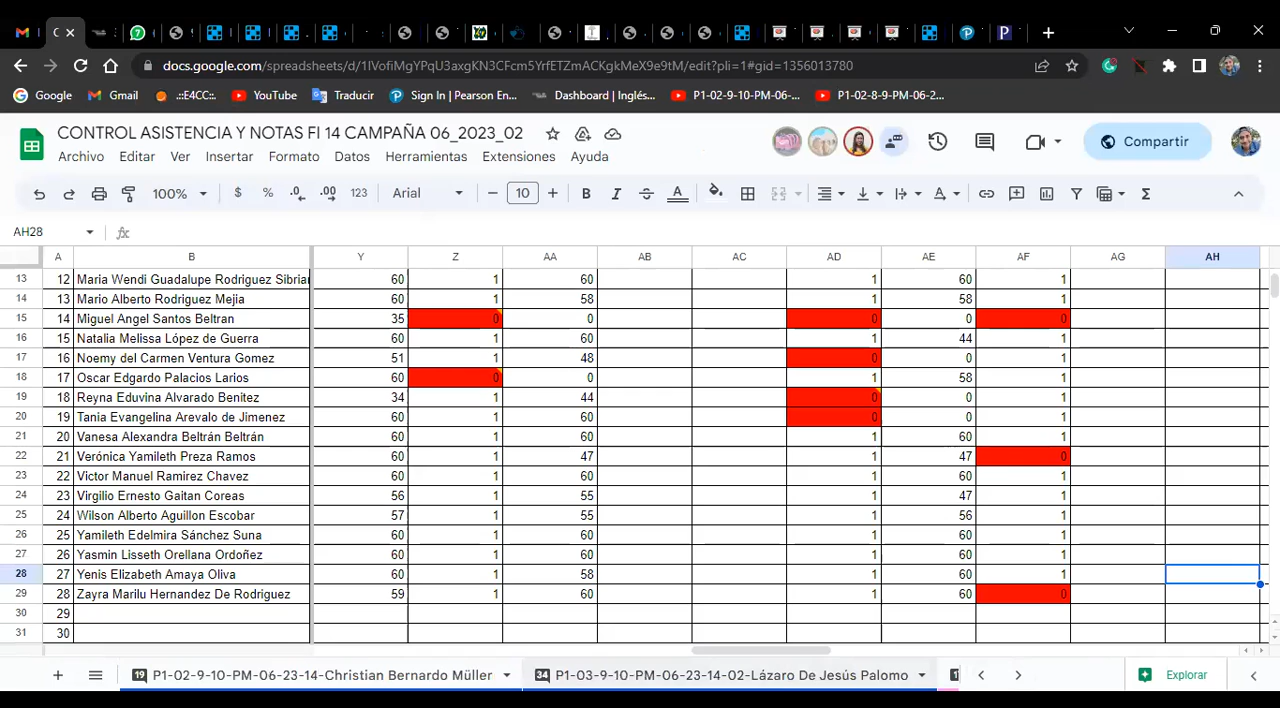 C
7
docs.google.com/spreadsheets/d/1IVofiMqYPqU3axgKN3CFcm5YrfETZmACKgkMeX9e9tM/edit?pli=1#gid=1356013780
Google Gmail .::E4CC::. YouTube Traducir Sign In | Pearson En... Dashboard | Inglés,... P1-02-9-10-PM-06-... P1-02-8-9-PM-06-2...
CONTROL ASISTENCIA Y NOTAS FI 14 CAMPAÑA 06_2023_02
Archivo Editar Ver Insertar Formato Datos Herramientas Extensiones Ayuda
Compartir
100% $ % .0 .00 123 Arial 10 B I S A Σ
AH28 fx
A B Y Z AA AB AC AD AE AF AG AH
13 12 Maria Wendi Guadalupe Rodriguez Sibrian 60 1 60 1 60 1
14 13 Mario Alberto Rodriguez Mejia 60 1 58 1 58 1
15 14 Miguel Angel Santos Beltran 35 0 0 0 0 0
16 15 Natalia Melissa López de Guerra 60 1 60 1 44 1
17 16 Noemy del Carmen Ventura Gomez 51 1 48 0 0 1
18 17 Oscar Edgardo Palacios Larios 60 0 0 1 58 1
19 18 Reyna Eduvina Alvarado Benitez 34 1 44 0 0 1
20 19 Tania Evangelina Arevalo de Jimenez 60 1 60 0 0 1
21 20 Vanesa Alexandra Beltrán Beltrán 60 1 60 1 60 1
22 21 Verónica Yamileth Preza Ramos 60 1 47 1 47 0
23 22 Victor Manuel Ramirez Chavez 60 1 60 1 60 1
24 23 Virgilio Ernesto Gaitan Coreas 56 1 55 1 47 1
25 24 Wilson Alberto Aguillon Escobar 57 1 55 1 56 1
26 25 Yamileth Edelmira Sánchez Suna 60 1 60 1 60 1
27 26 Yasmin Lisseth Orellana Ordoñez 60 1 60 1 60 1
28 27 Yenis Elizabeth Amaya Oliva 60 1 58 1 60 1
29 28 Zayra Marilu Hernandez De Rodriguez 59 1 60 1 60 0
30 29
31 30
19 P1-02-9-10-PM-06-23-14-Christian Bernardo Müller 34 P1-03-9-10-PM-06-23-14-02-Lázaro De Jesús Palomo Explorar